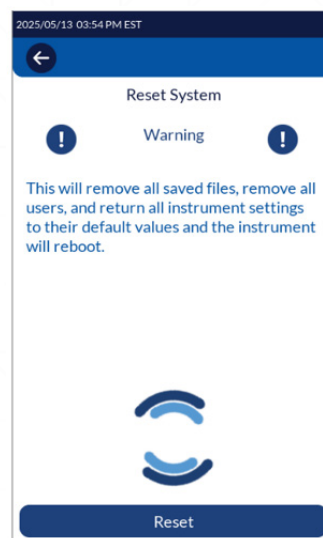 2025/05/13 03:54 PM EST
Reset System
! Warning !
This will remove all saved files, remove all
users, and return all instrument settings
to their default values and the instrument
will reboot.
Reset